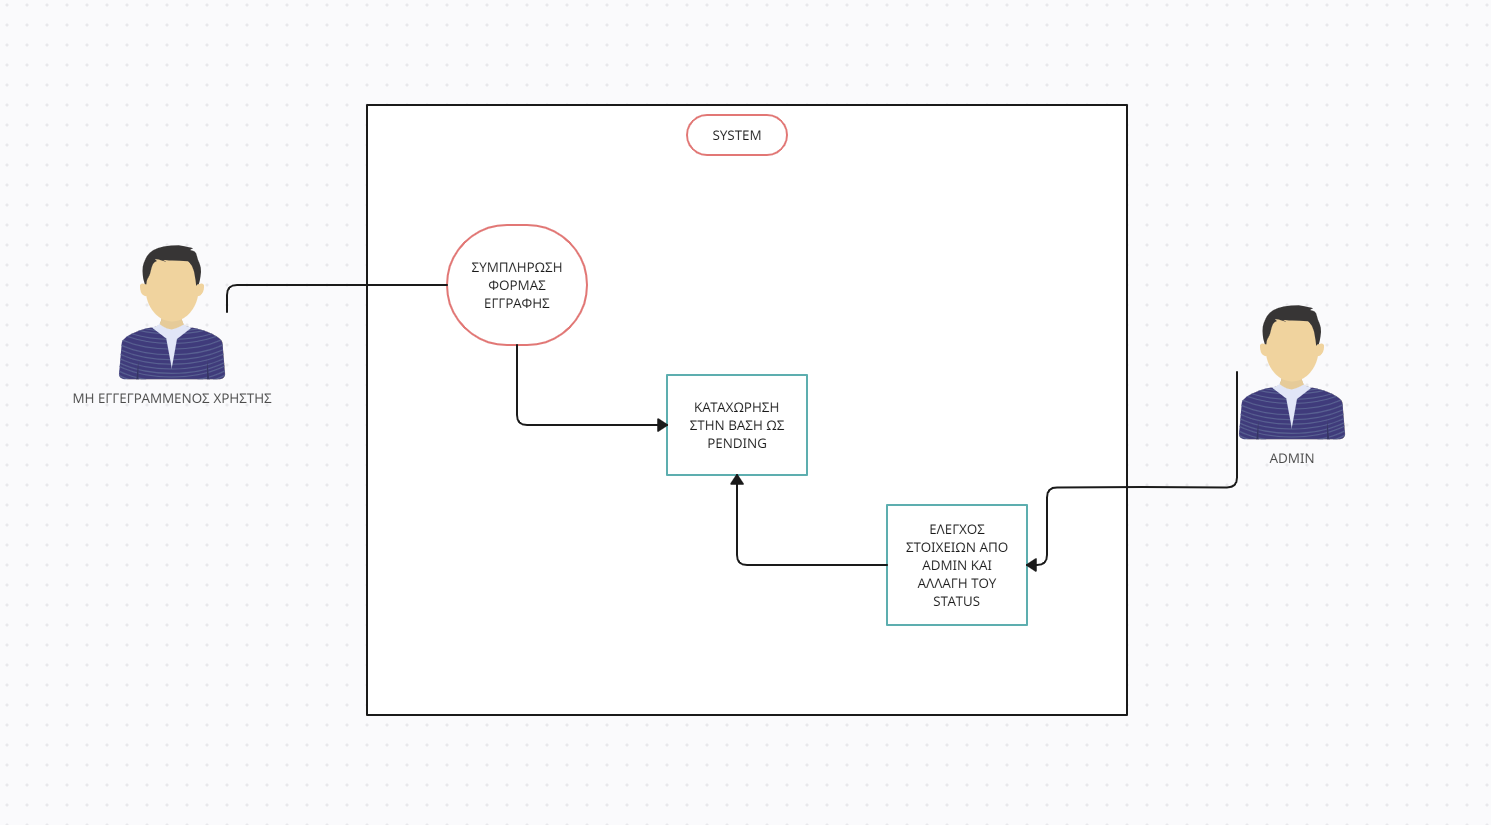 SYSTEM
ΣΥΜΠΛΗΡΩΣΗ
ΦΟΡΜΑΣ
ΕΓΓΡΑΦΗΣ
ΜΗ ΕΓΓΕΓΡΑΜΜΕΝΟΣ ΧΡΗΣΤΗΣ
ΚΑΤΑΧΩΡΗΣΗ
ΣΤΗΝ ΒΑΣΗ ΩΣ
PENDING
ADMIN
ΕΛΕΓΧΟΣ
ΣΤΟΙΧΕΙΩΝ ΑΠΟ
ADMIN ΚΑΙ
ΑΛΛΑΓΗ ΤΟΥ
STATUS